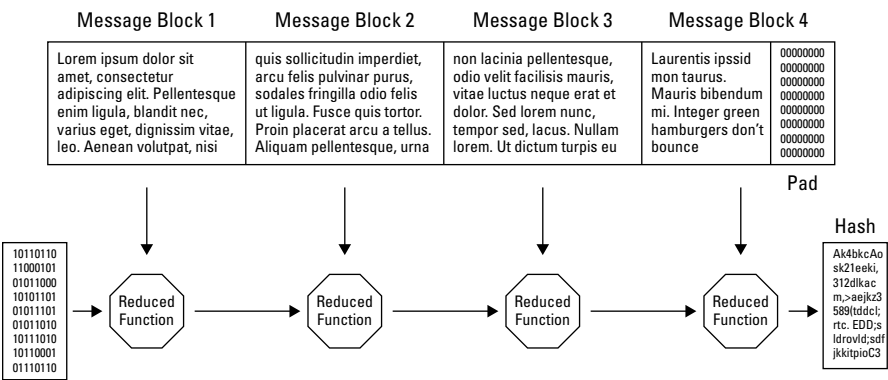 Message Block 1
Message Block 2
Message Block 3
Message Block 4
Lorem ipsum dolor sit
amet, consectetur
adipiscing elit. Pellentesque
enim ligula, blandit nec,
varius eget, dignissim vitae,
leo. Aenean volutpat, nisi
quis sollicitudin imperdiet,
arcu felis pulvinar purus,
sodales fringilla odio felis
ut ligula. Fusce quis tortor.
Proin placerat arcu a tellus.
Aliquam pellentesque, urna
non lacinia pellentesque,
odio velit facilisis mauris,
vitae luctus neque erat et
dolor. Sed lorem nunc,
tempor sed, lacus. Nullam
lorem. Ut dictum turpis eu
Laurentis ipssid
mon taurus.
Mauris bibendum
mi. Integer green
hamburgers don't
bounce
00000000
00000000
00000000
00000000
00000000
00000000
00000000
00000000
Pad
10110110
11000101
01011000
10101101
01011101
01011010
10111010
10110001
01110110
Reduced
Function
Reduced
Function
Reduced
Function
Reduced
Function
Hash
Ak4bkcAo
sk21eeki,
312dlkac
m,>aejkz3
589(tddcl;
rtc. EDD;s
ldrovld;sdf
jkkitpioC3